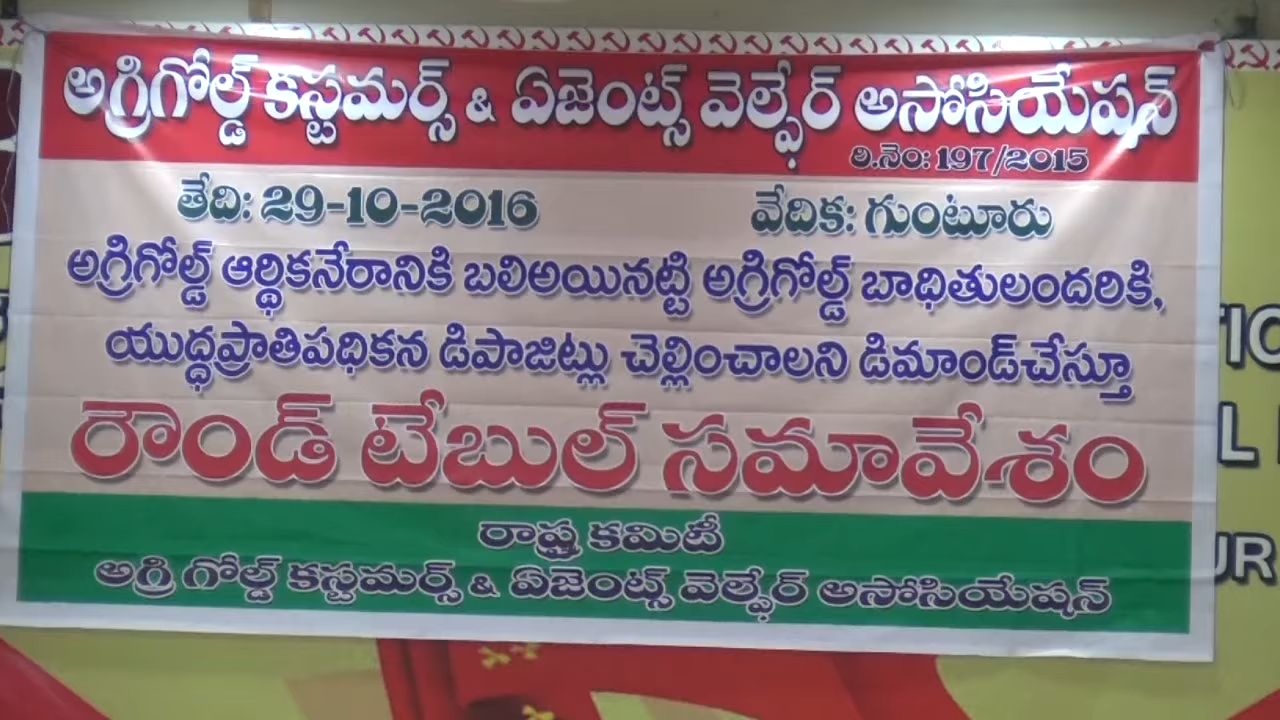 అగ్రిగోల్డ్ కస్టమర్స్ & ఏజెంట్స్ వెల్ఫేర్ అసోసియేషన్
రి.నెం: 197/2015
తేది: 29-10-2016 వేదిక: గుంటూరు
అగ్రిగోల్డ్ ఆర్థికనేరానికి బలిఅయినట్టి అగ్రిగోల్డ్ బాధితులందరికి,
యుద్ధప్రాతిపధికన డిపాజిట్లు చెల్లించాలని డిమాండ్‌చేస్తూ
రౌండ్ టేబుల్ సమావేశం
రాష్ట్ర కమిటీ
అగ్రి గోల్డ్ కస్టమర్స్ & ఏజెంట్స్ వెల్ఫేర్ అసోసియేషన్